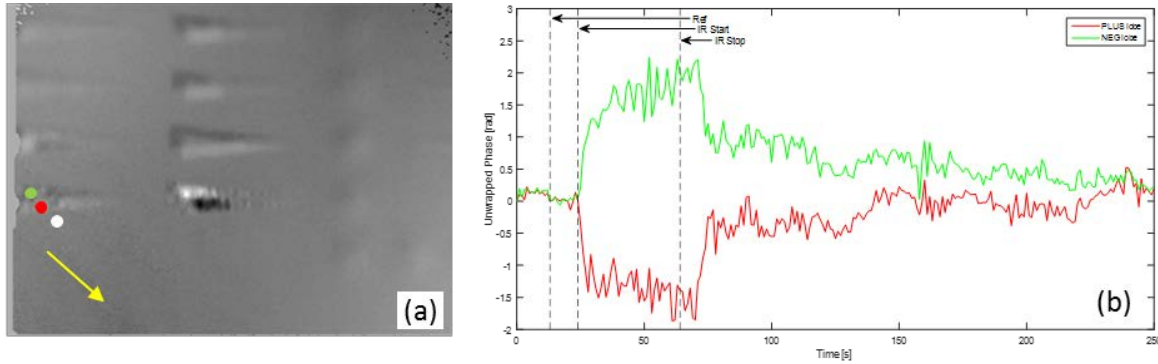 (a)
Ref
IR Start
IR Stop
PLUS lobe
NEG lobe
2.5
2
1.5
1
0.5
0
-0.5
-1
-1.5
-2
Unwrapped Phase [rad]
0
50
100
150
200
250
Time [s]
(b)